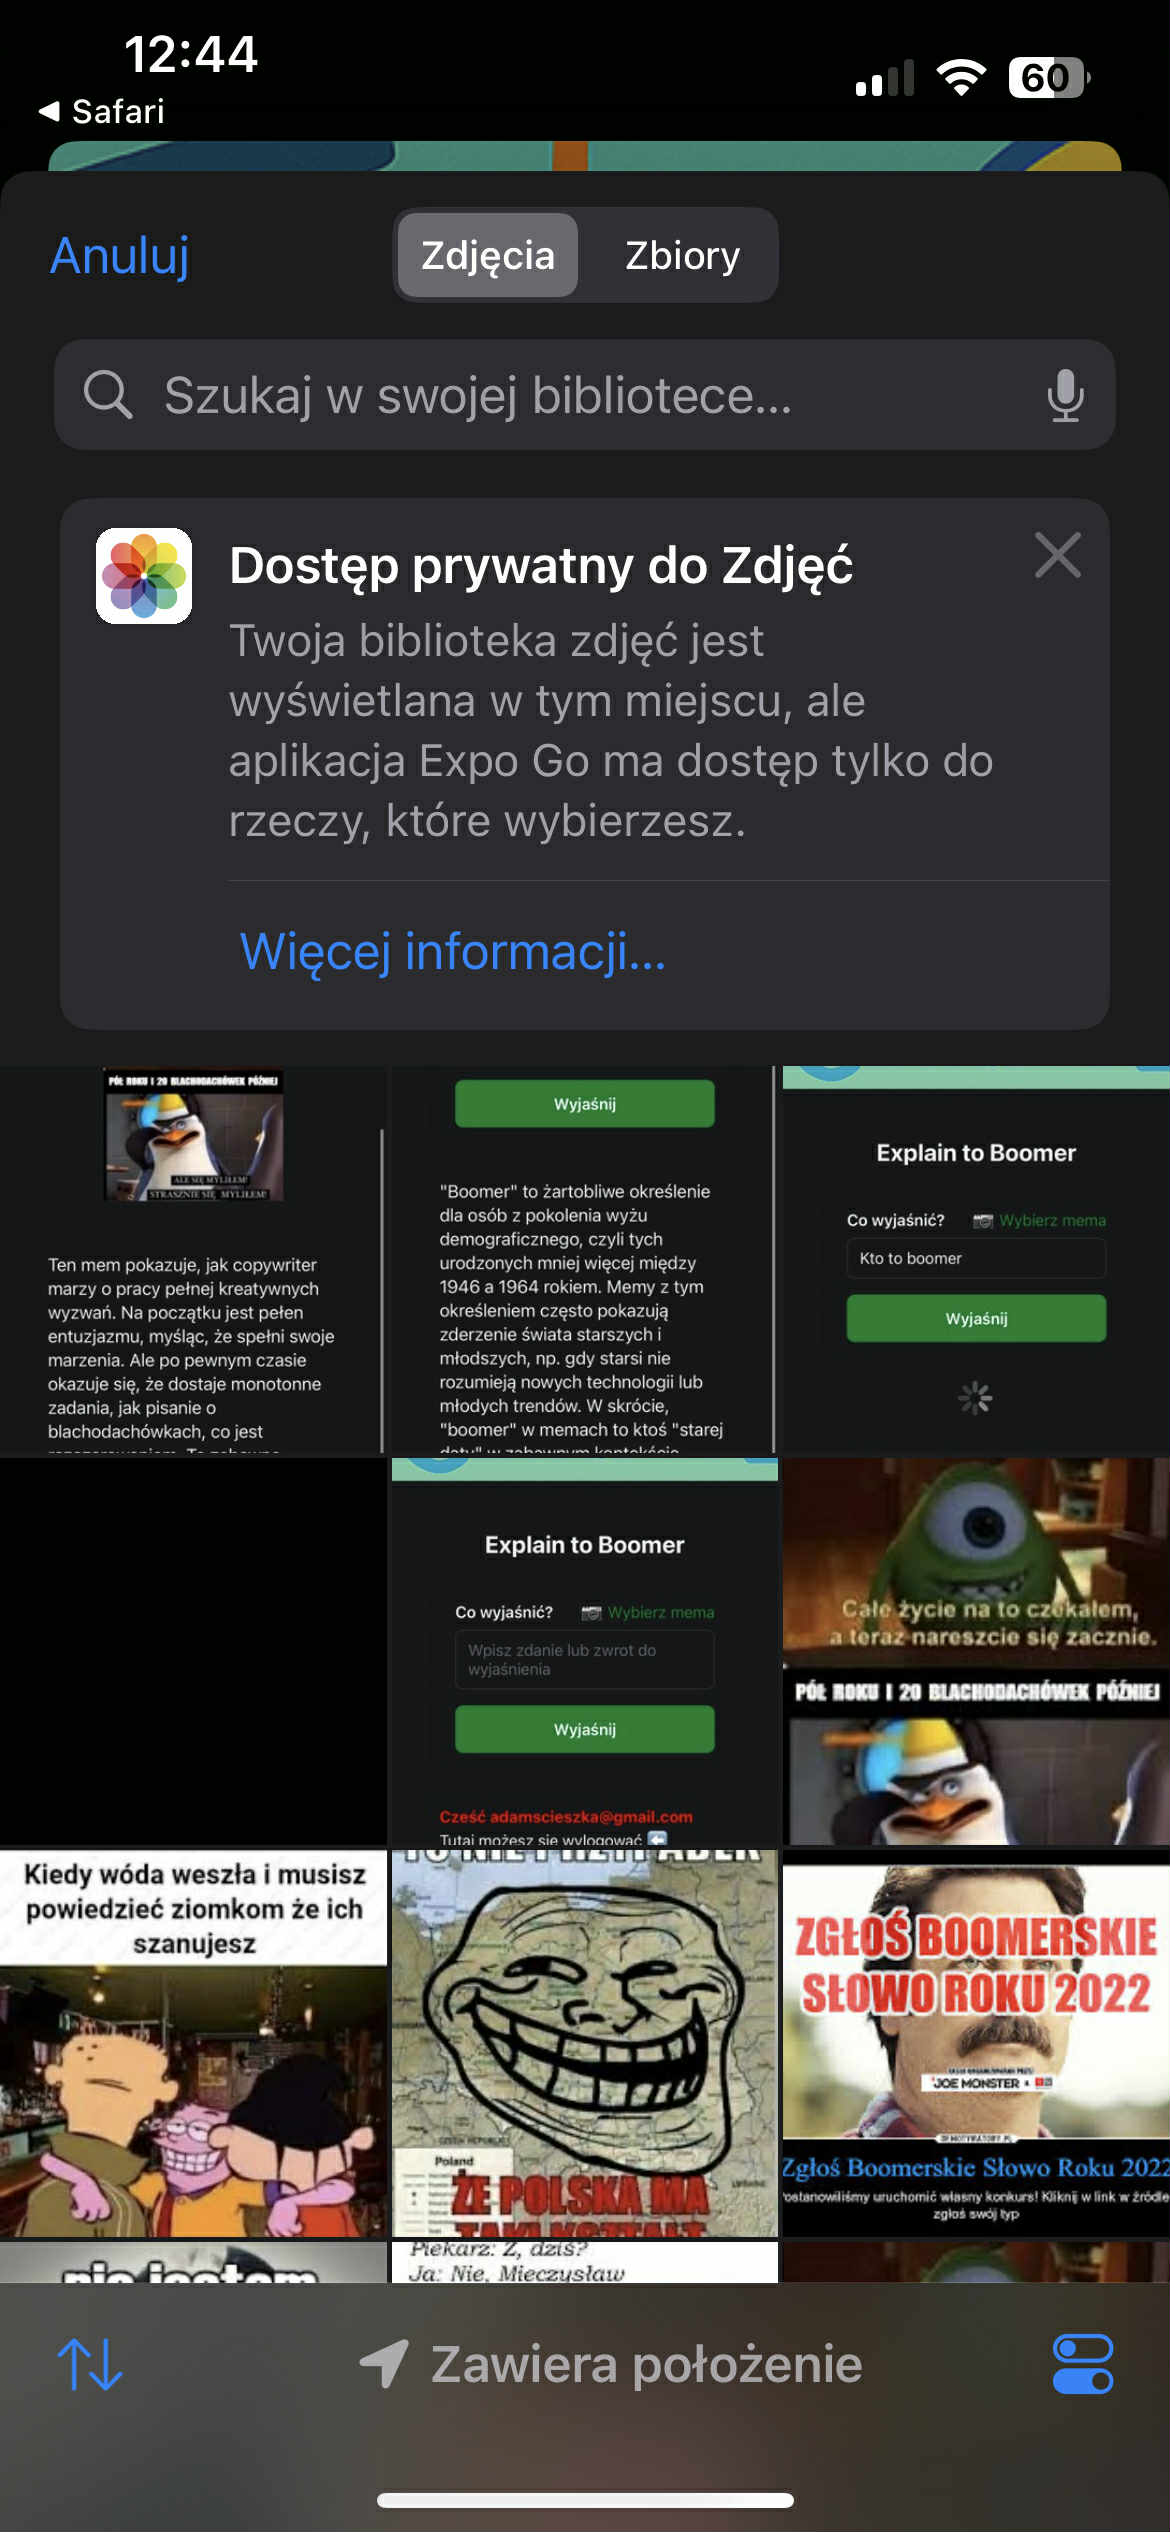 12:44
60
Safari
Anuluj
Zdjęcia
Zbiory
Szukaj w swojej bibliotece...
Dostęp prywatny do Zdjęć
Twoja biblioteka zdjęć jest
wyświetlana w tym miejscu, ale
aplikacja Expo Go ma dostęp tylko do
rzeczy, które wybierzesz.
Więcej informacji...
PÓŁ ROKU I 20 BLACHODACHÓWEK PÓŹNIEJ
ALE SIĘ MYLIŁEM!
STRASZNIE SIĘ MYLIŁEM!
Ten mem pokazuje, jak copywriter
marzy o pracy pełnej kreatywnych
wyzwań. Na początku jest pełen
entuzjazmu, myśląc, że spełni swoje
marzenia. Ale po pewnym czasie
okazuje się, że dostaje monotonne
zadania, jak pisanie o
blachodachówkach, co jest
Wyjaśnij
"Boomer" to żartobliwe określenie
dla osób z pokolenia wyżu
demograficznego, czyli tych
urodzonych mniej więcej między
1946 a 1964 rokiem. Memy z tym
określeniem często pokazują
zderzenie świata starszych i
młodszych, np. gdy starsi nie
rozumieją nowych technologii lub
młodych trendów. W skrócie,
"boomer" w memach to ktoś "starej
daty" w zabawnym kontekście
Explain to Boomer
Co wyjaśnić?
Wybierz mema
Kto to boomer
Wyjaśnij
Explain to Boomer
Co wyjaśnić?
Wybierz mema
Wpisz zdanie lub zwrot do
wyjaśnienia
Wyjaśnij
Cześć adamscieszka@gmail.com
Tutaj możesz się wylogować
Całe życie na to czekałem,
a teraz nareszcie się zacznie.
PÓŁ ROKU I 20 BLACHODACHÓWEK PÓŹNIEJ
Kiedy wóda weszła i musisz
powiedzieć ziomkom że ich
szanujesz
TO NIE PRZYPADEK
Poland
ŻE POLSKA MA
TAKI KSZTAŁT
ZGŁOŚ BOOMERSKIE
SŁOWO ROKU 2022
JOE MONSTER
DEMOTYWATORY.PL
Zgłoś Boomerskie Słowo Roku 2022
Postanowiliśmy uruchomić własny konkurs! Kliknij w link w źródle
zgłoś swój typ
nie jestem
Piekarz: Z, dziś?
Ja: Nie, Mieczysław
Zawiera położenie